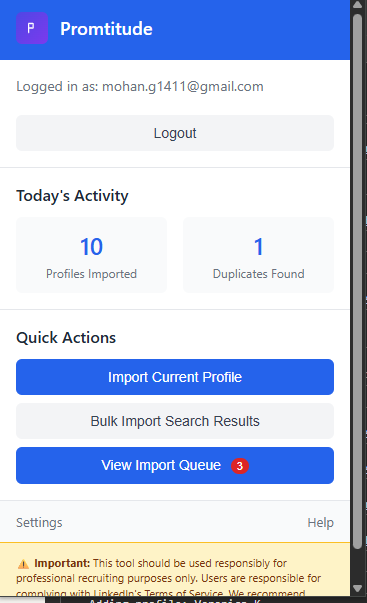 P
Promtitude
Logged in as: mohan.g1411@gmail.com
Logout
Today's Activity
10
Profiles Imported
1
Duplicates Found
Quick Actions
Import Current Profile
Bulk Import Search Results
View Import Queue 3
Settings
Help
⚠️ Important: This tool should be used responsibly for
professional recruiting purposes only. Users are responsible for
complying with LinkedIn's Terms of Service. We recommend